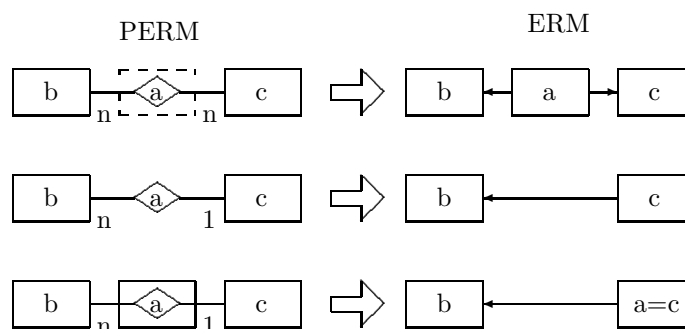 PERM ERM
b a c b a c
n n
b a c b c
n 1
b a c b a=c
n 1